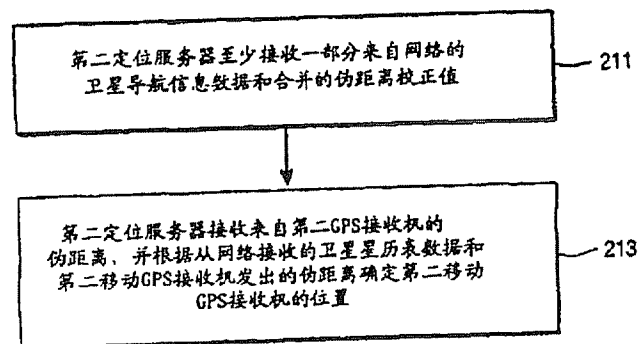 第二定位服务器至少接收一部分来自网络的
卫星导航信息数据和合并的伪距离校正值
211
第二定位服务器接收来自第二GPS接收机的
伪距离，并根据从网络接收的卫星星历表数据和
第二移动GPS接收机发出的伪距离确定第二移动
GPS接收机的位置
213